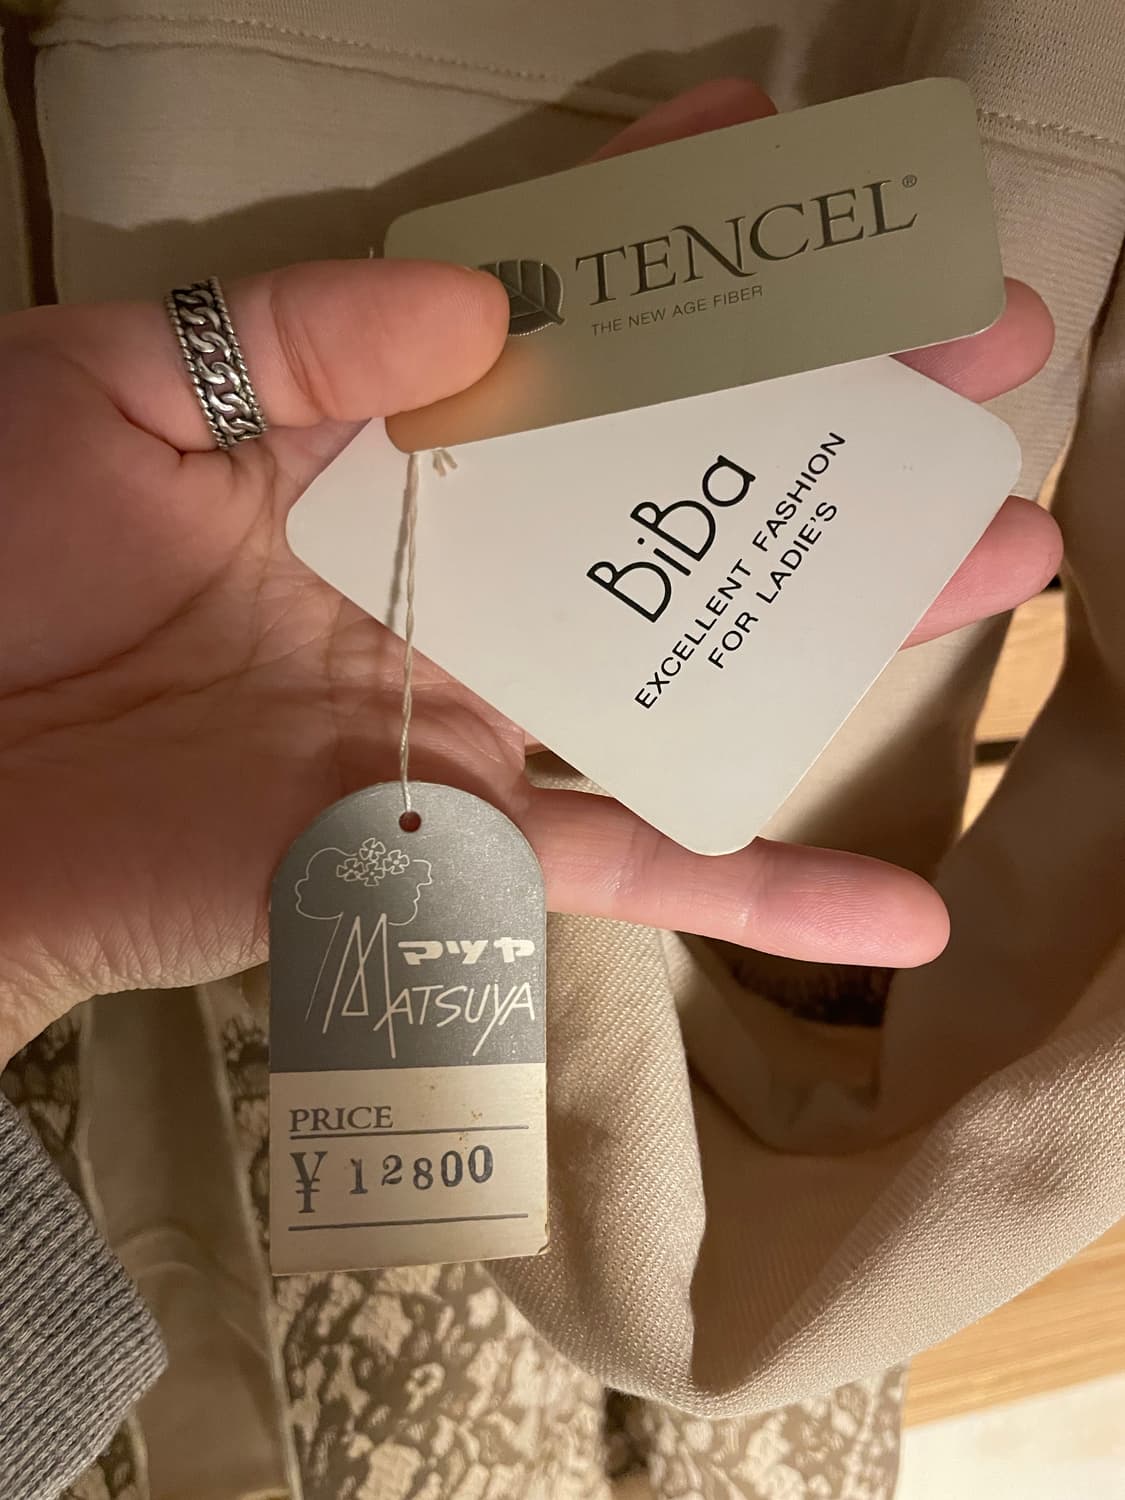 TENCEL®
THE NEW AGE FIBER
BiBa
EXCELLENT FASHION
FOR LADIE'S
マツヤ
MATSUYA
PRICE
¥ 12800